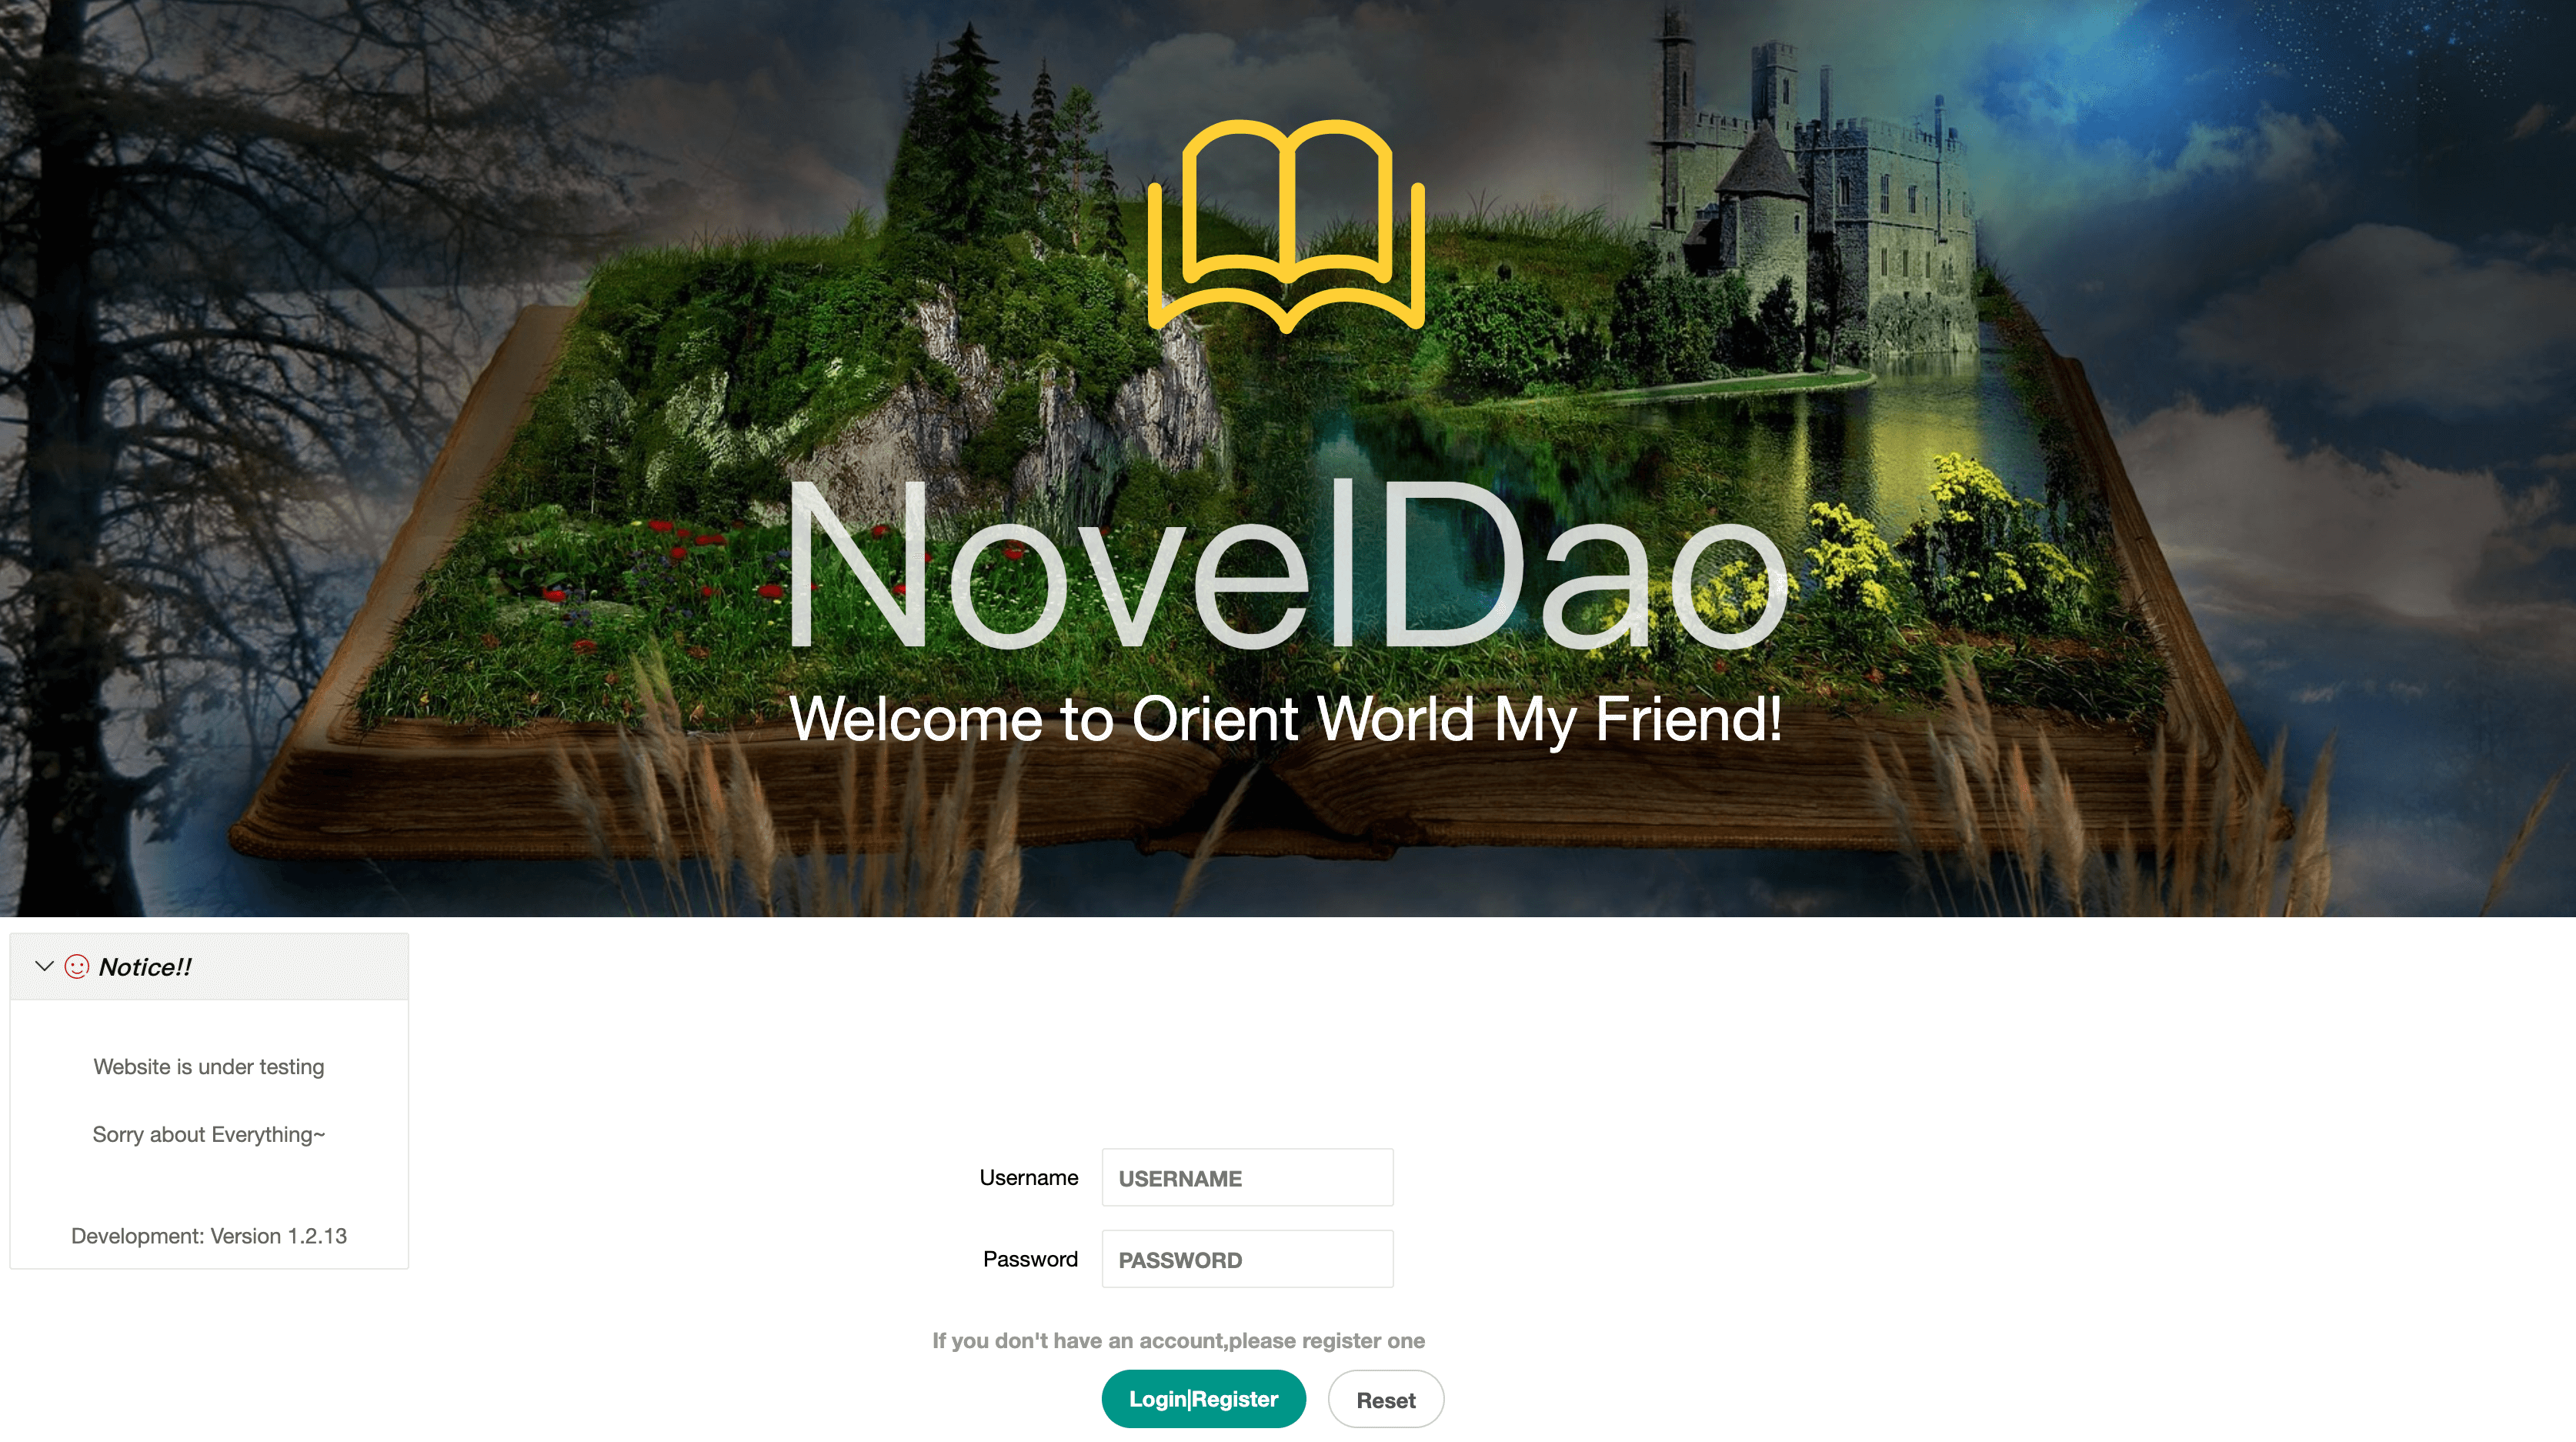 NovelDao
Welcome to Orient World My Friend!
Notice!!
Website is under testing
Sorry about Everything~
Development: Version 1.2.13
Username USERNAME
Password PASSWORD
If you don't have an account,please register one
Login|Register Reset